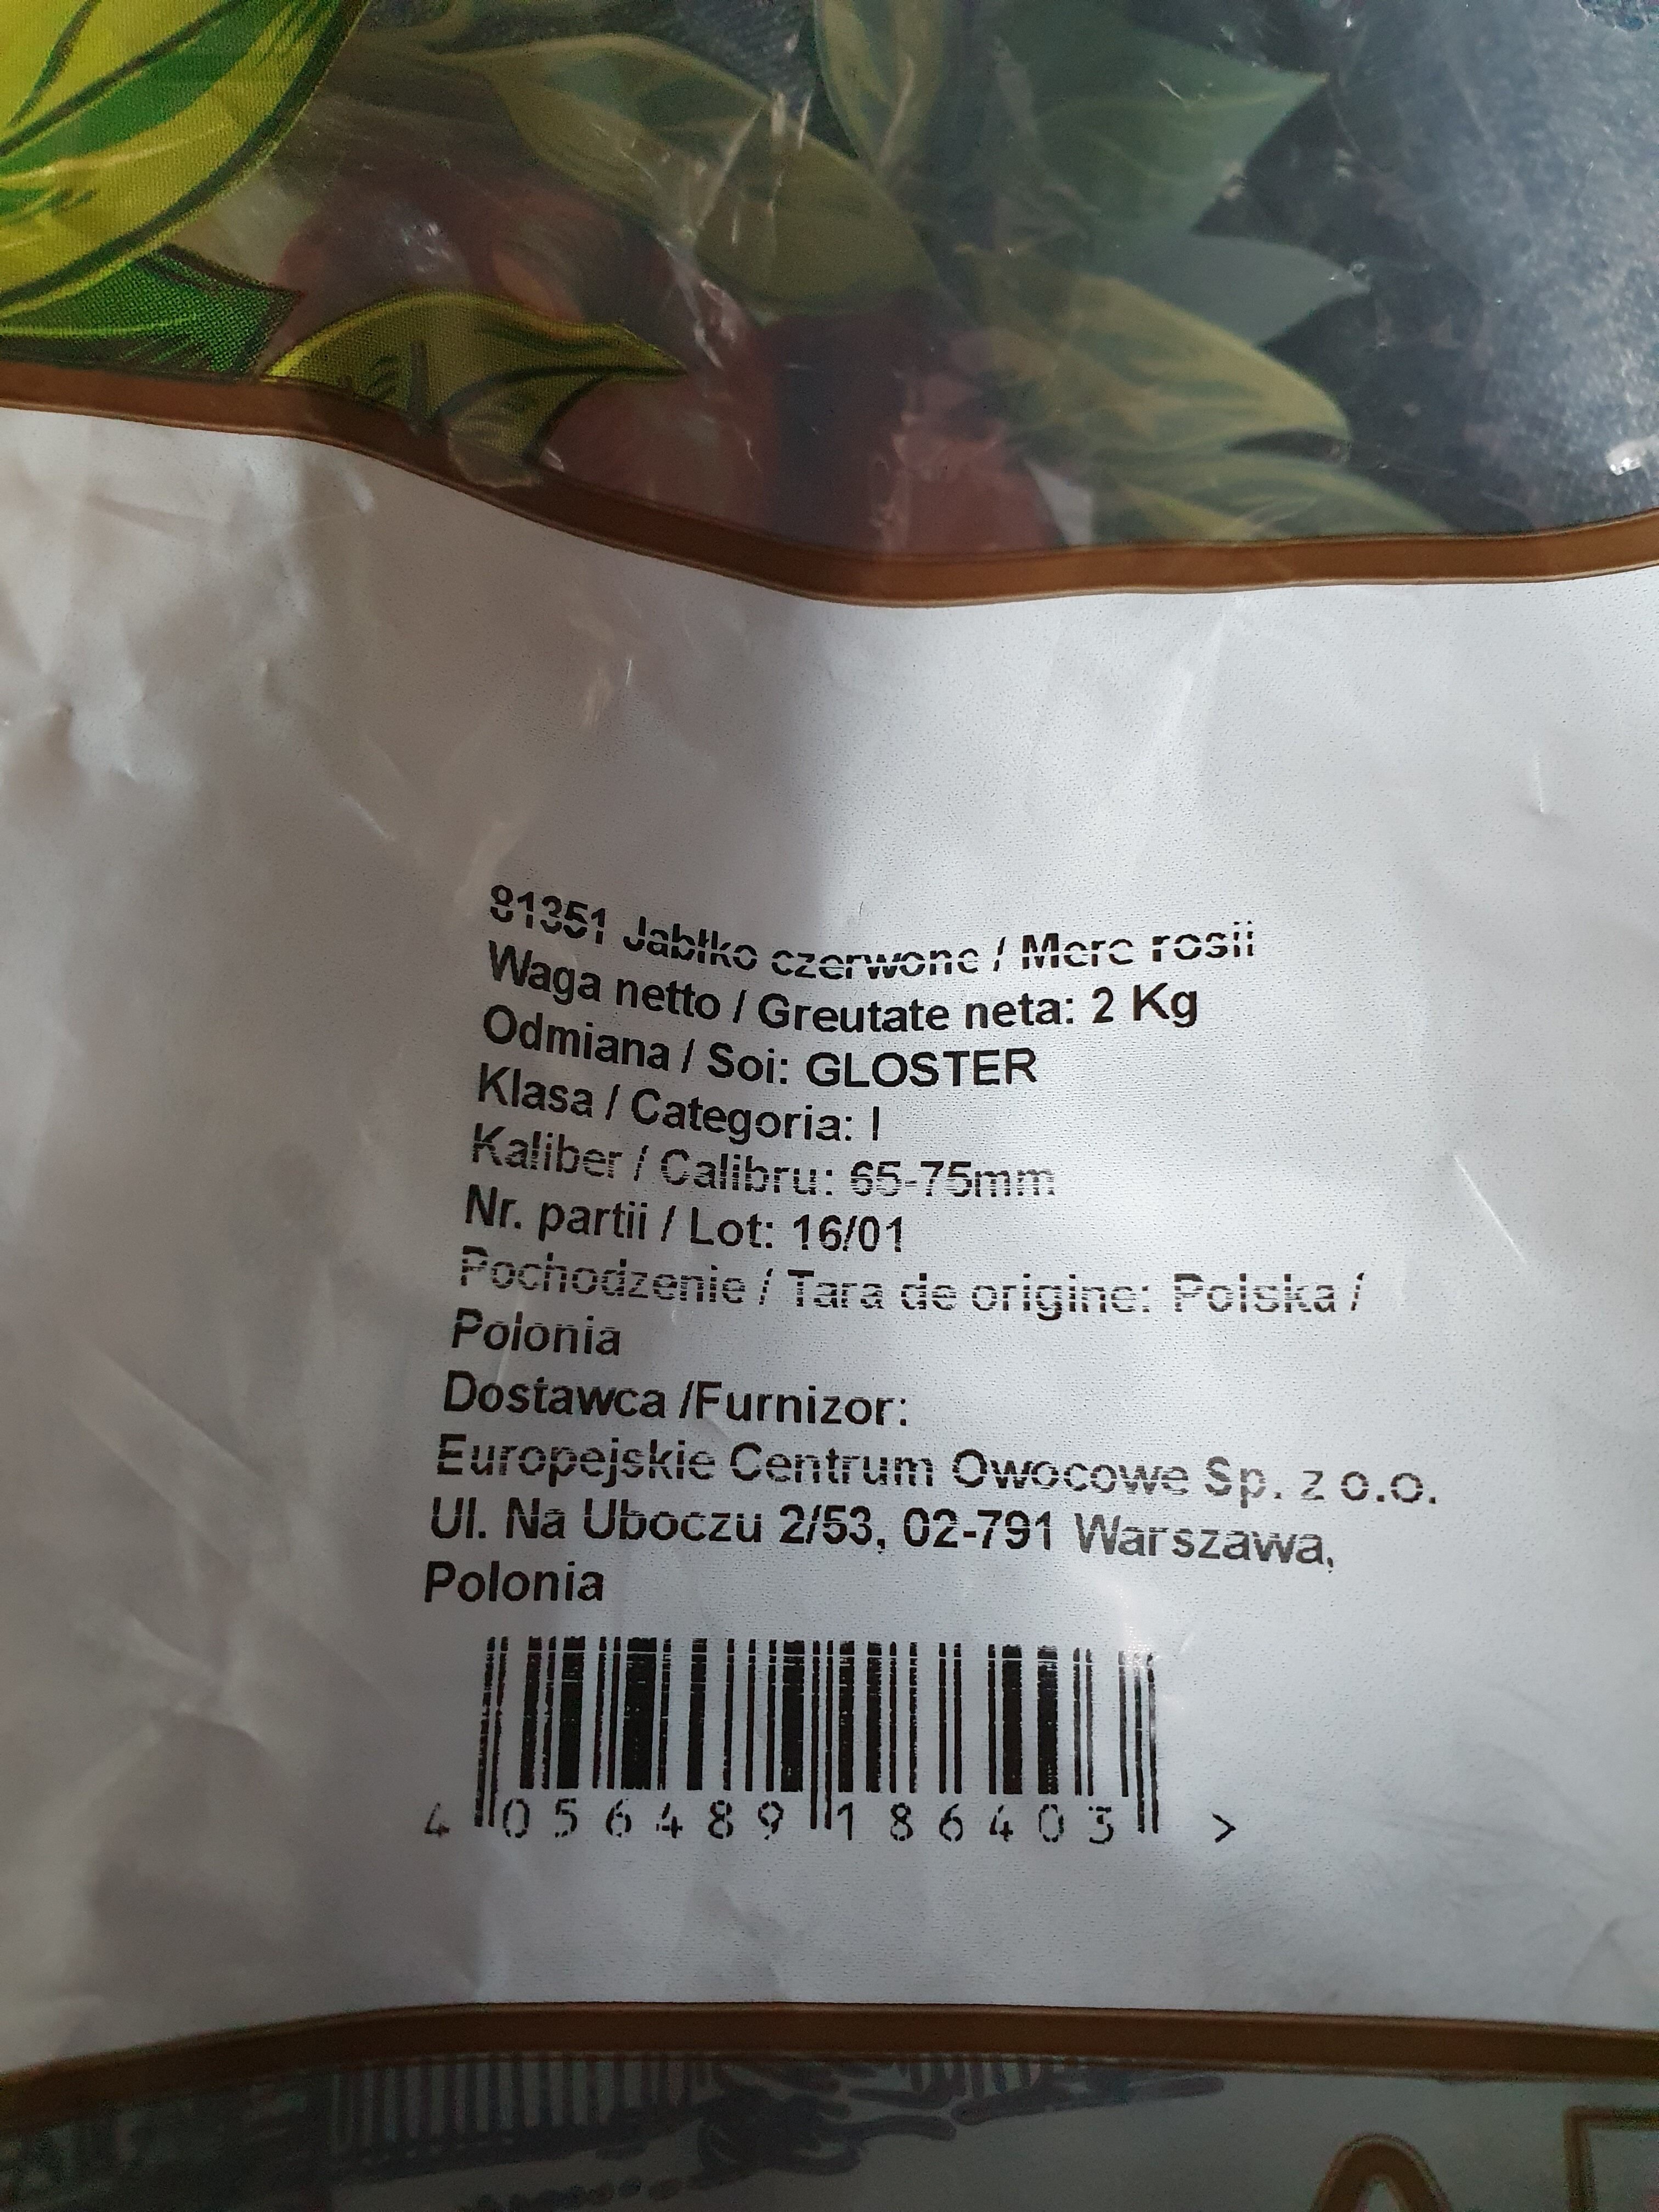 81351 Jabłko czerwone / Mere rosii
Waga netto / Greutate neta: 2 Kg
Odmiana / Soi: GLOSTER
Klasa / Categoria: I
Kaliber / Calibru: 65-75mm
Nr. partii / Lot: 16/01
Pochodzenie / Tara de origine: Polska /
Polonia
Dostawca /Furnizor:
Europejskie Centrum Owocowe Sp. z o.o.
Ul. Na Uboczu 2/53, 02-791 Warszawa,
Polonia
4 056489 186403 >